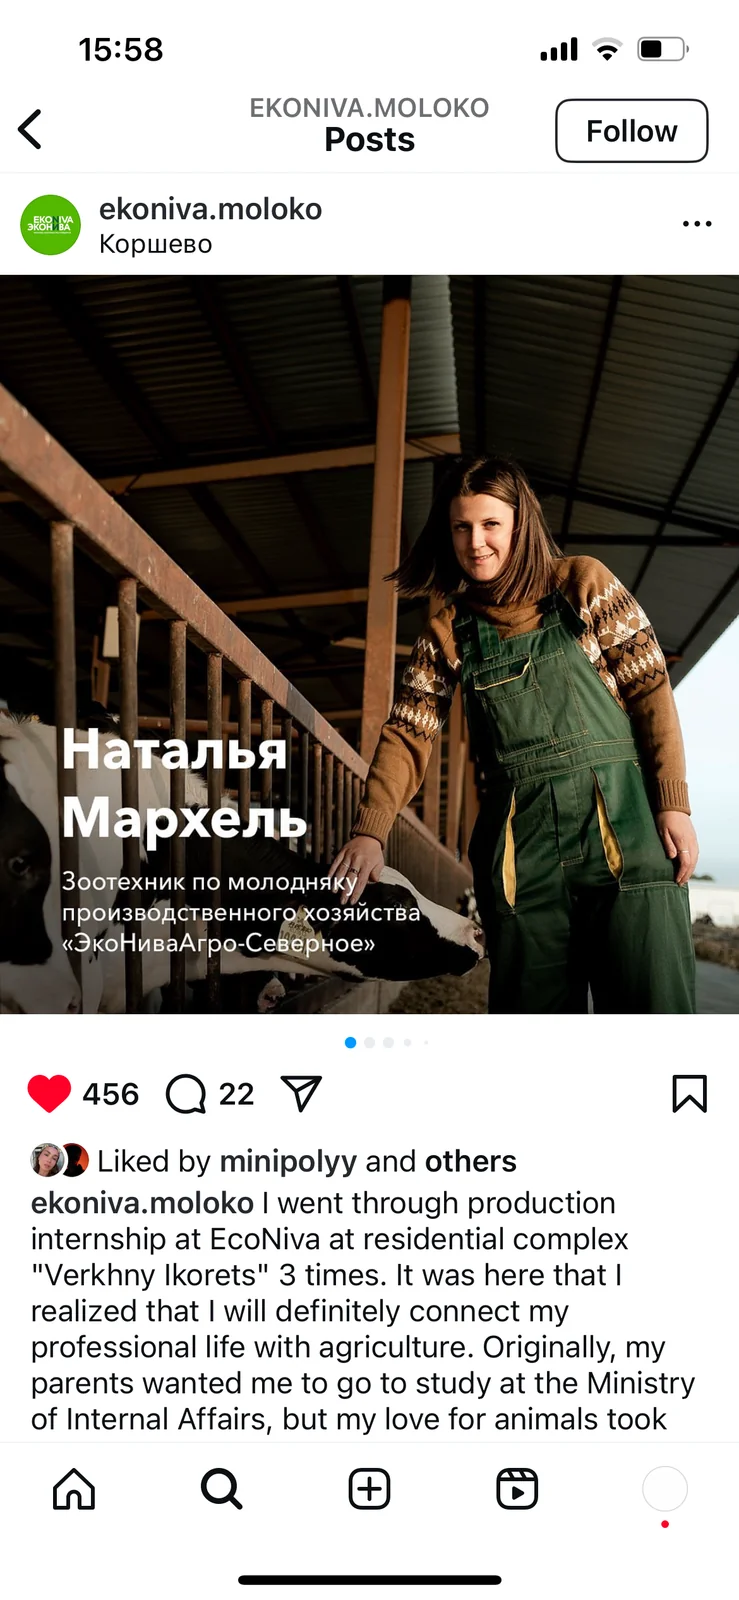 15:58
EKONIVA.MOLOKO
Posts
Follow
EKONIVA
ЭКОНИВА
ekoniva.moloko
Коршево
Наталья
Мархель
Зоотехник по молодняку
производственного хозяйства
«ЭкоНиваАгро-Северное»
456
22
Liked by minipolyy and others
ekoniva.moloko I went through production
internship at EcoNiva at residential complex
"Verkhny Ikorets" 3 times. It was here that I
realized that I will definitely connect my
professional life with agriculture. Originally, my
parents wanted me to go to study at the Ministry
of Internal Affairs, but my love for animals took